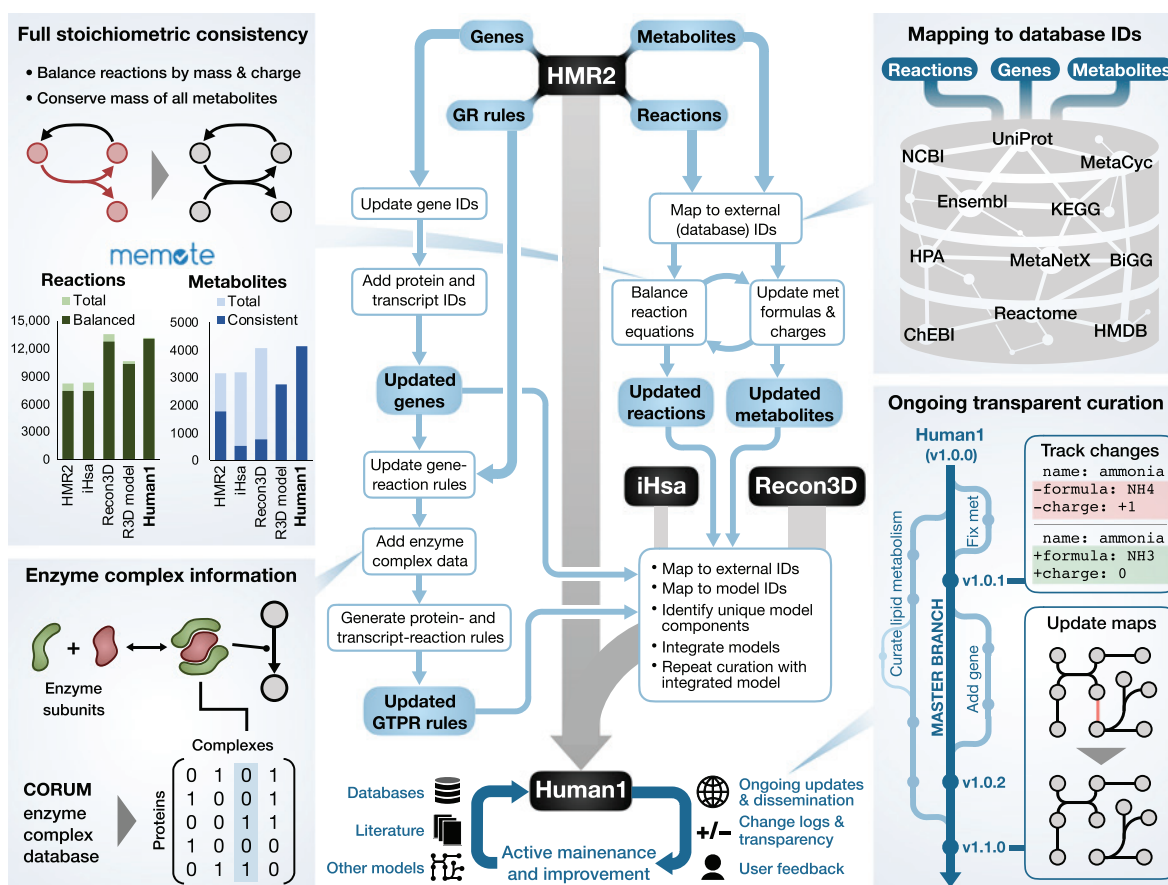 Full stoichiometric consistency
• Balance reactions by mass & charge
• Conserve mass of all metabolites
memote
Reactions
Total
Balanced
15,000
12,000
9000
6000
3000
0
HMR2
iHsa
Recon3D
R3D model
Human1
Metabolites
Total
Consistent
5000
4000
3000
2000
1000
0
HMR2
iHsa
Recon3D
R3D model
Human1
Enzyme complex information
+
Enzyme
subunits
Complexes
Proteins
0 1 0 1
1 0 0 1
0 0 1 1
1 0 0 0
0 1 1 0
CORUM
enzyme
complex
database
Genes
Metabolites
HMR2
GR rules
Reactions
Update gene IDs
Add protein and
transcript IDs
Updated
genes
Update gene-
reaction rules
Add enzyme
complex data
Generate protein- and
transcript-reaction rules
Updated
GTPR rules
Map to external
(database) IDs
Balance
reaction
equations
Update met
formulas &
charges
Updated
reactions
Updated
metabolites
iHsa
Recon3D
• Map to external IDs
• Map to model IDs
• Identify unique model
components
• Integrate models
• Repeat curation with
integrated model
Human1
Databases
Literature
Other models
Active mainenance
and improvement
Ongoing updates
& dissemination
+/–
Change logs &
transparency
User feedback
Mapping to database IDs
Reactions
Genes
Metabolites
UniProt
NCBI
MetaCyc
Ensembl
KEGG
HPA
MetaNetX
BiGG
Reactome
ChEBI
HMDB
Ongoing transparent curation
Human1
(v1.0.0)
Curate lipid metabolism
MASTER BRANCH
Fix met
Add gene
v1.0.1
v1.0.2
v1.1.0
Track changes
name: ammonia
−formula: NH4
−charge: +1
name: ammonia
+formula: NH3
+charge: 0
Update maps